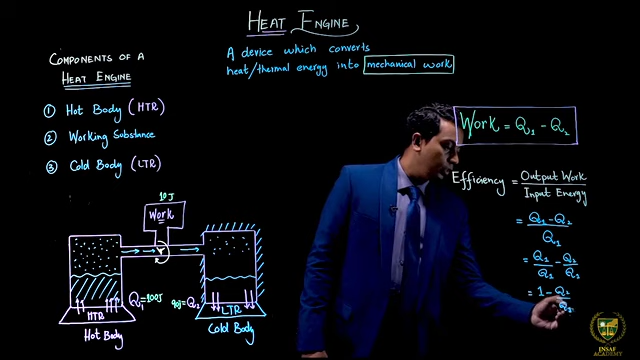 HEAT ENGINE
A device which converts
heat/thermal energy into mechanical work
COMPONENTS OF A
HEAT ENGINE
① Hot Body (HTR)
② Working Substance
③ Cold Body (LTR)
Work = Q₁ - Q₂
Efficiency = Output Work / Input Energy
= Q₁ - Q₂ / Q₁
= Q₁/Q₁ - Q₂/Q₁
= 1 - Q₂/Q₁
10J
Work
Q₁=100J
90J=Q₂
HTR
LTR
Hot Body
Cold Body
INSAF
ACADEMY